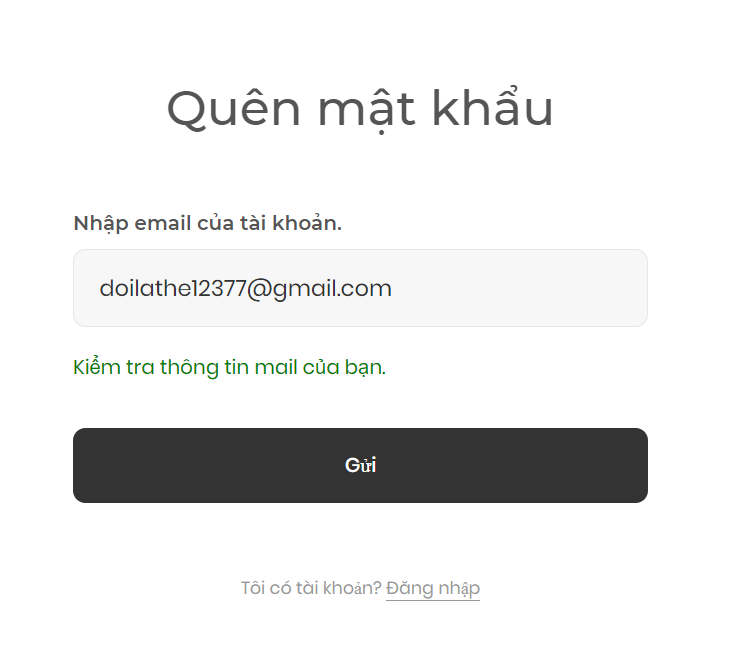 Quên mật khẩu
Nhập email của tài khoản.
doilathe12377@gmail.com
Kiểm tra thông tin mail của bạn.
Gửi
Tôi có tài khoản? Đăng nhập